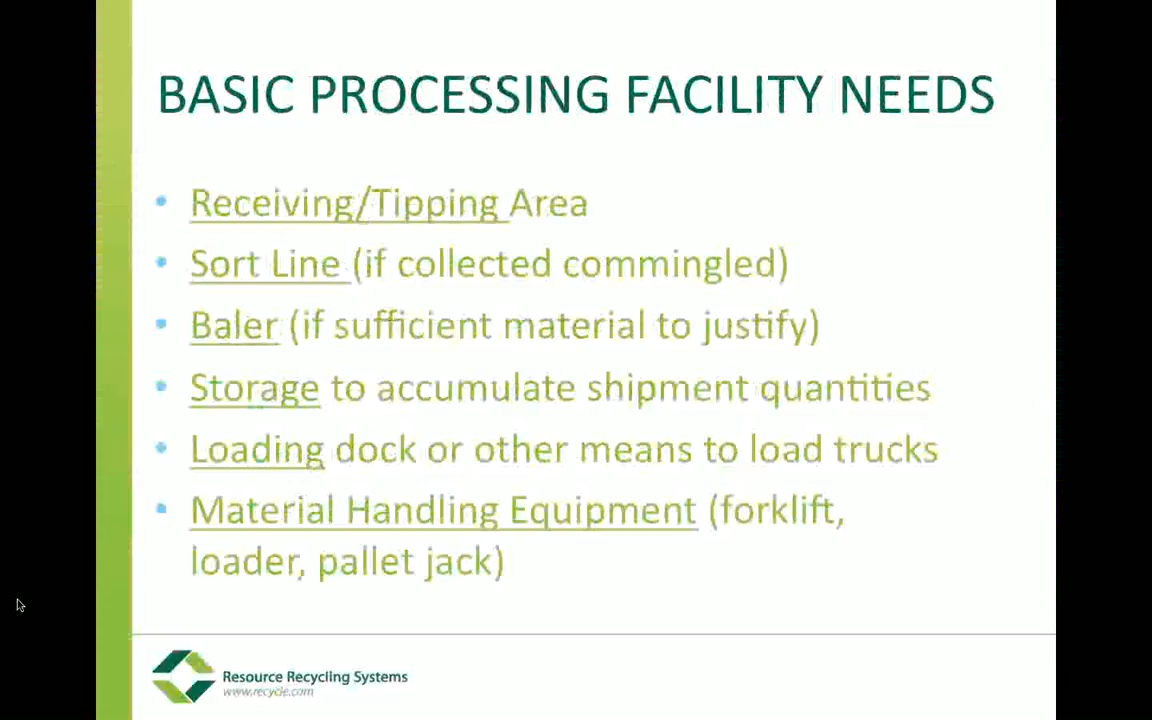 BASIC PROCESSING FACILITY NEEDS
• Receiving/Tipping Area
• Sort Line (if collected commingled)
• Baler (if sufficient material to justify)
• Storage to accumulate shipment quantities
• Loading dock or other means to load trucks
• Material Handling Equipment (forklift,
loader, pallet jack)
Resource Recycling Systems
www.recycle.com